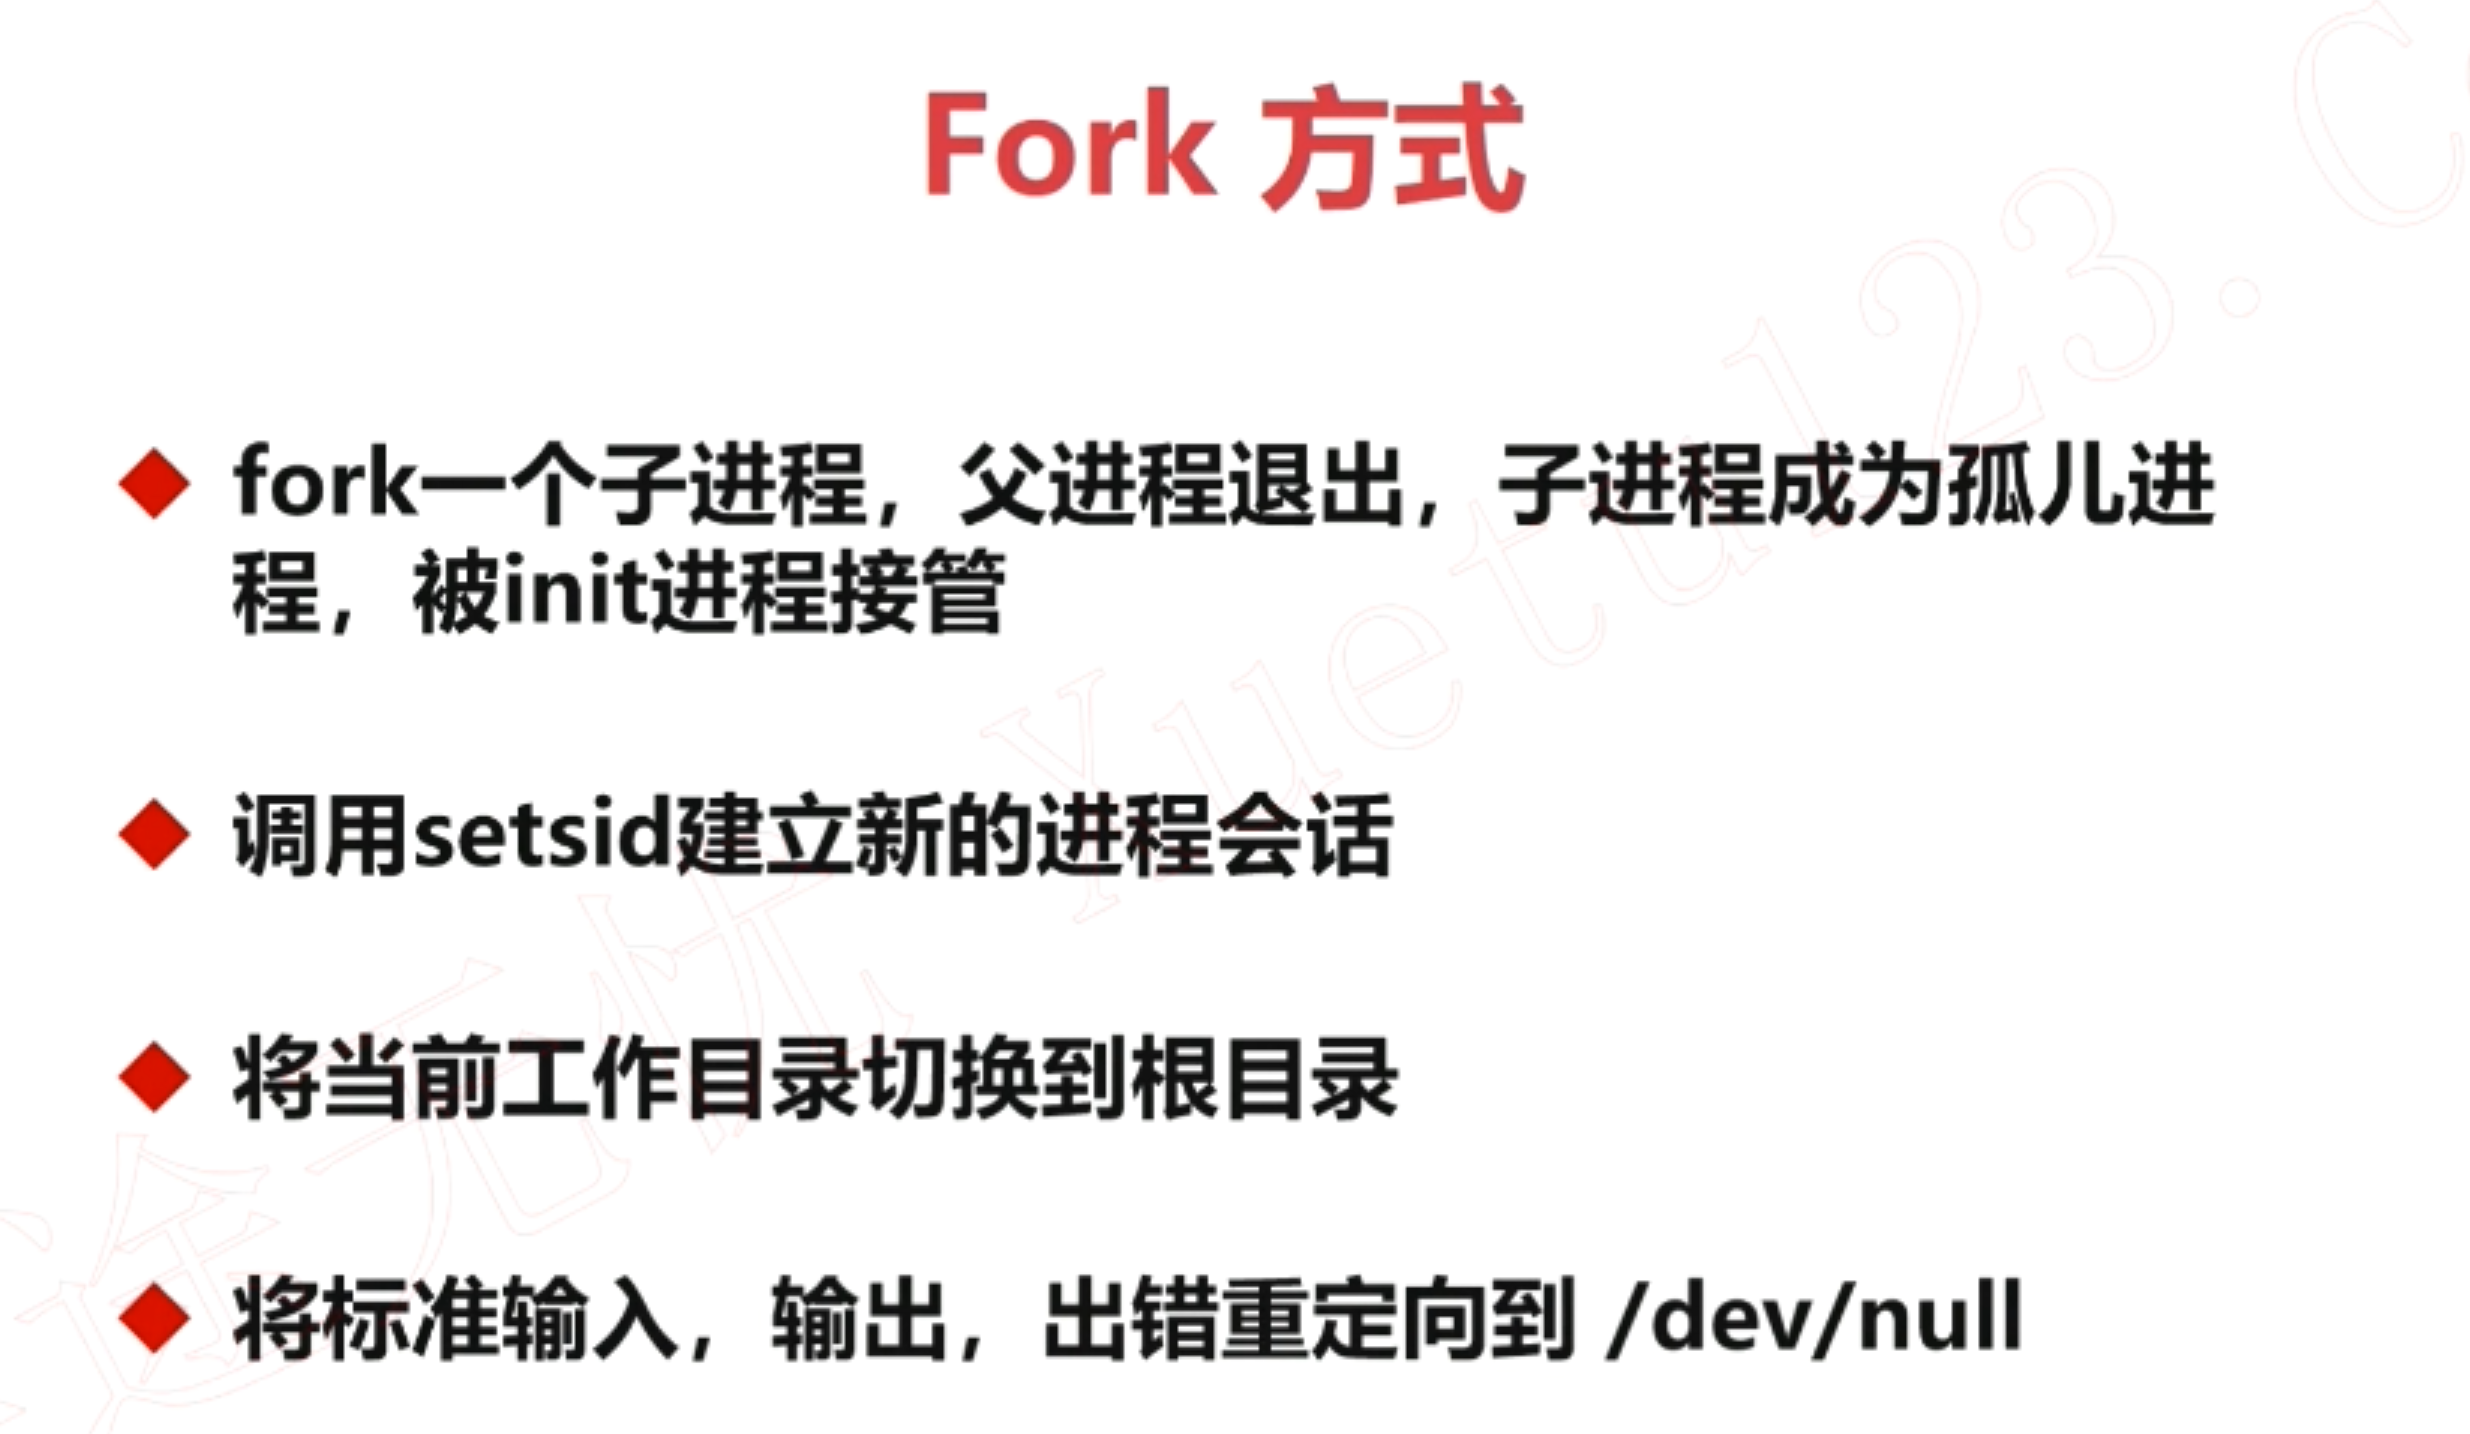 Fork 方式
fork一个子进程，父进程退出，子进程成为孤儿进
程，被init进程接管
调用setsid建立新的进程会话
将当前工作目录切换到根目录
将标准输入，输出，出错重定向到 /dev/null
途无忧 Yuetu123.C